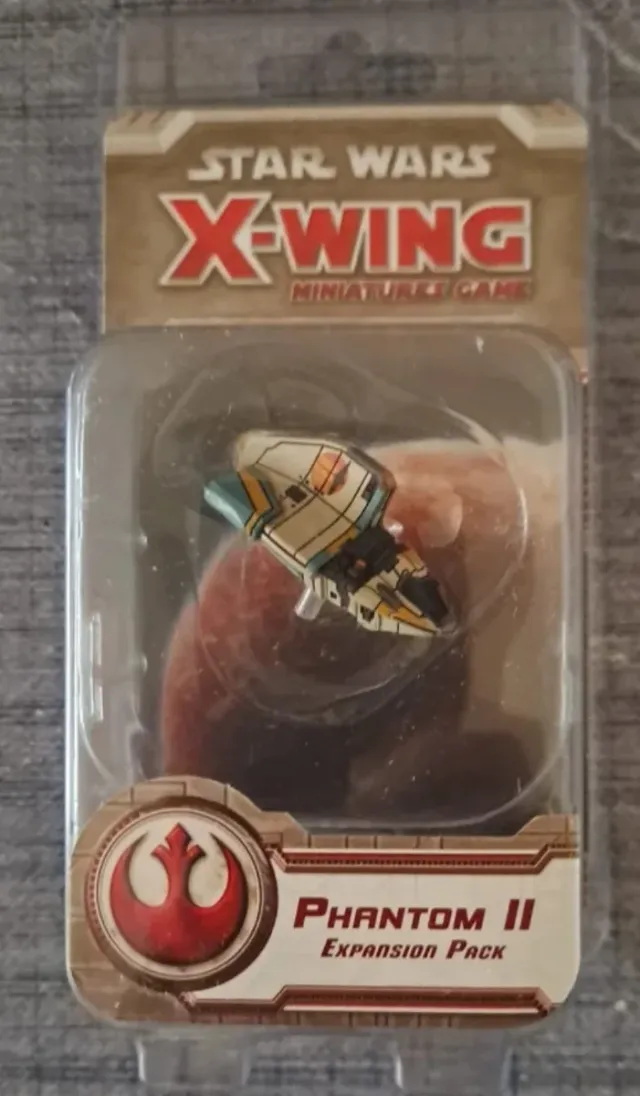 STAR WARS
X-WING
MINIATURES GAME
PHANTOM II
EXPANSION PACK